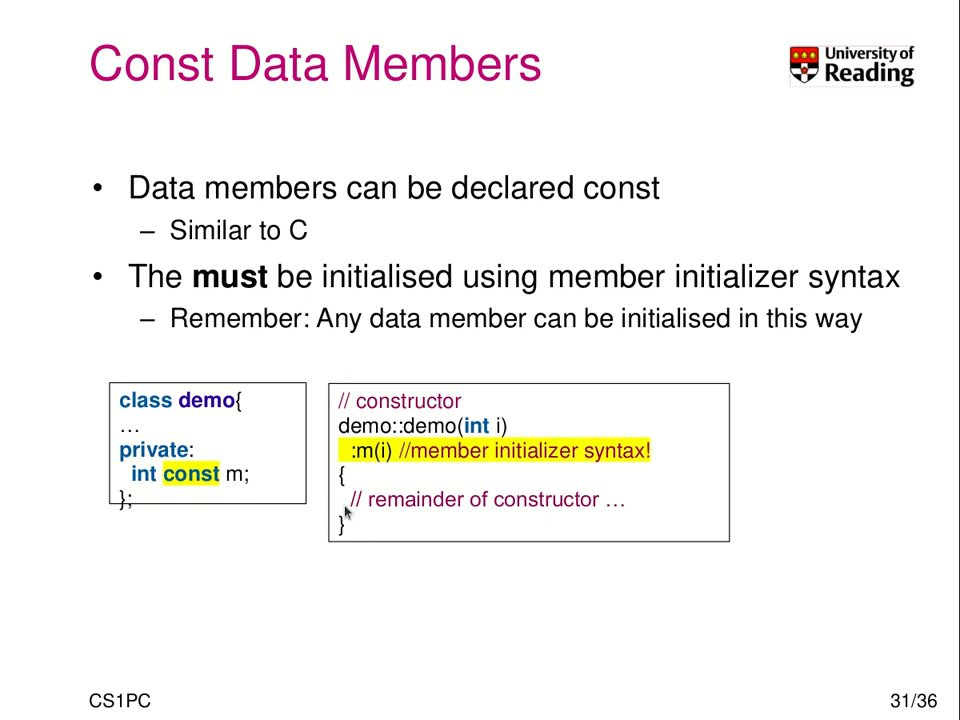 Const Data Members
University of
Reading
• Data members can be declared const
– Similar to C
• The must be initialised using member initializer syntax
– Remember: Any data member can be initialised in this way
class demo{
…
private:
int const m;
};
// constructor
demo::demo(int i)
:m(i) //member initializer syntax!
{
// remainder of constructor …
}
CS1PC
31/36